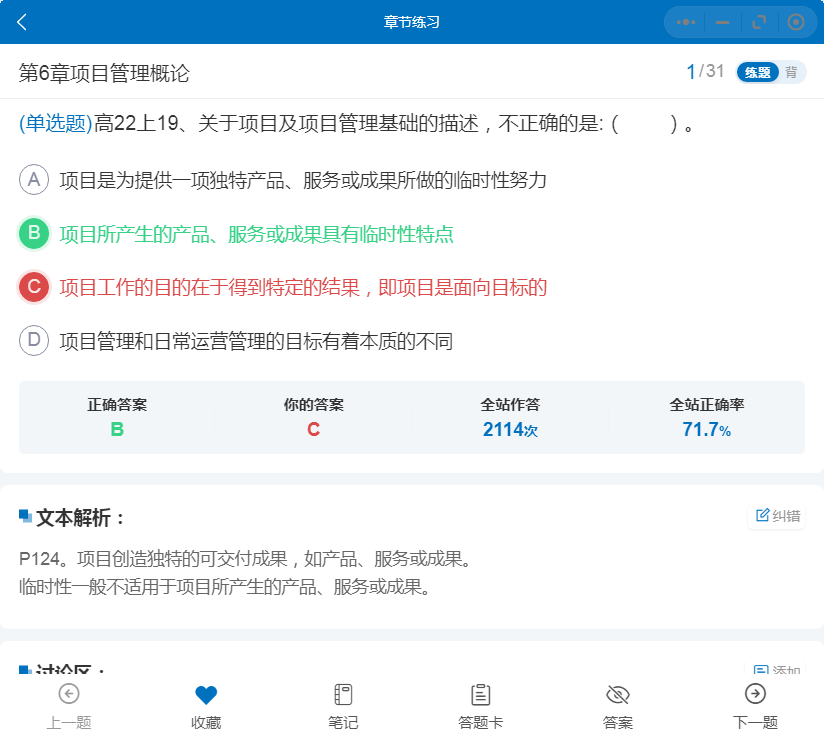 章节练习
第6章项目管理概论 1/31 练题 背
(单选题)高22上19、关于项目及项目管理基础的描述，不正确的是:（　　）。
A 项目是为提供一项独特产品、服务或成果所做的临时性努力
B 项目所产生的产品、服务或成果具有临时性特点
C 项目工作的目的在于得到特定的结果，即项目是面向目标的
D 项目管理和日常运营管理的目标有着本质的不同
正确答案 你的答案 全站作答 全站正确率
B C 2114次 71.7%
文本解析： 纠错
P124。项目创造独特的可交付成果，如产品、服务或成果。
临时性一般不适用于项目所产生的产品、服务或成果。
讨论区： 添加
上一题 收藏 笔记 答题卡 答案 下一题